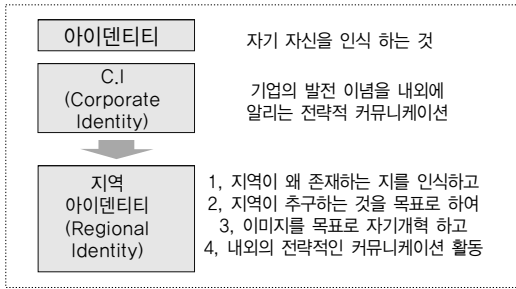 아이덴티티
자기 자신을 인식 하는 것
C.I
(Corporate
Identity)
기업의 발전 이념을 내외에
알리는 전략적 커뮤니케이션
지역
아이덴티티
(Regional
Identity)
1, 지역이 왜 존재하는 지를 인식하고
2, 지역이 추구하는 것을 목표로 하여
3, 이미지를 목표로 자기개혁 하고
4, 내외의 전략적인 커뮤니케이션 활동